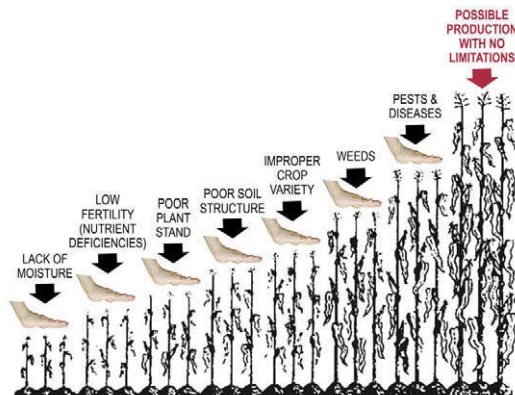 LACK OF
MOISTURE
LOW
FERTILITY
(NUTRIENT
DEFICIENCIES)
POOR
PLANT
STAND
POOR SOIL
STRUCTURE
IMPROPER
CROP
VARIETY
WEEDS
PESTS &
DISEASES
POSSIBLE
PRODUCTION
WITH NO
LIMITATIONS